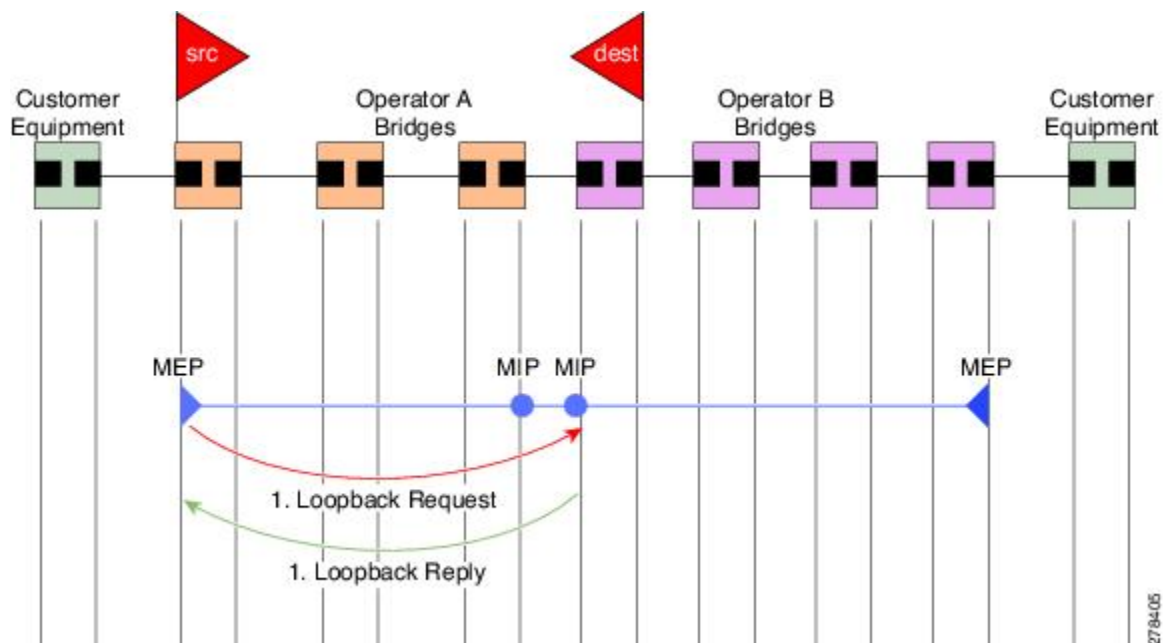 src
dest
Customer
Equipment
Operator A
Bridges
Operator B
Bridges
Customer
Equipment
MEP
MIP
MIP
MEP
1. Loopback Request
1. Loopback Reply
278405